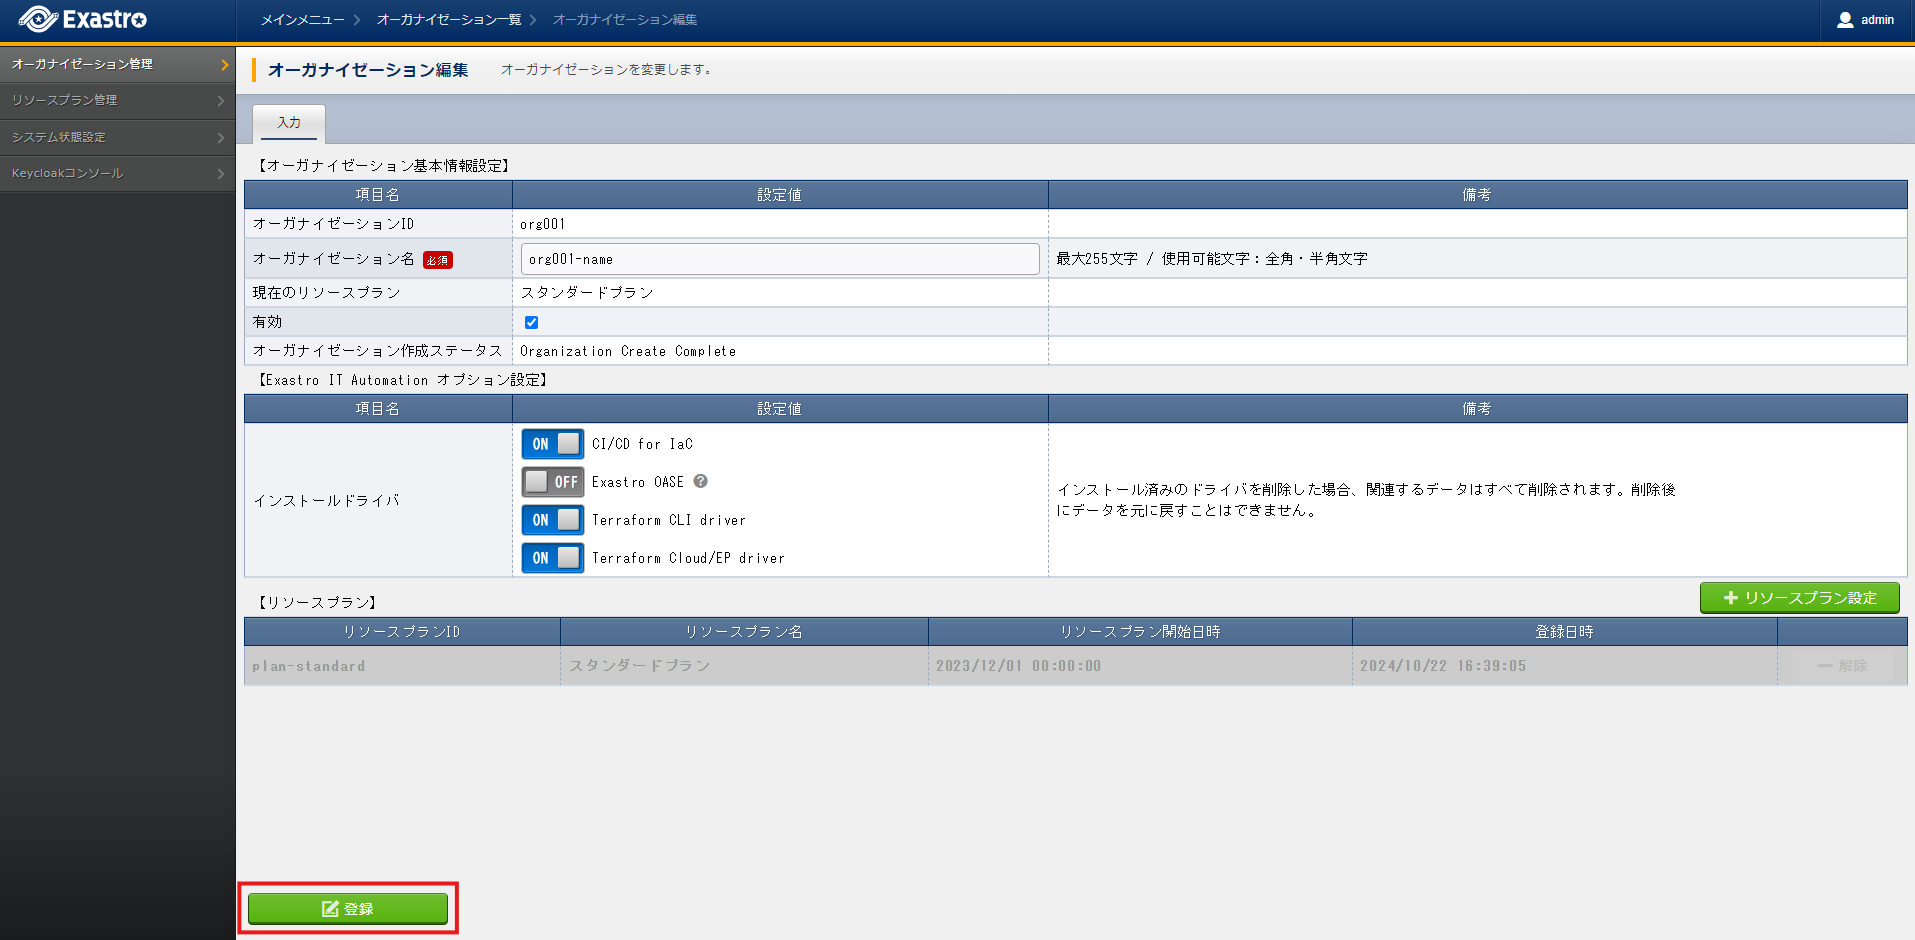 Exastro
メインメニュー
オーガナイゼーション一覧
オーガナイゼーション編集
admin
オーガナイゼーション管理
リソースプラン管理
システム状態設定
Keycloakコンソール
オーガナイゼーション編集 オーガナイゼーションを変更します。
入力
【オーガナイゼーション基本情報設定】
項目名 設定値 備考
オーガナイゼーションID org001
オーガナイゼーション名 必須 org001-name 最大255文字 / 使用可能文字：全角・半角文字
現在のリソースプラン スタンダードプラン
有効
オーガナイゼーション作成ステータス Organization Create Complete
【Exastro IT Automation オプション設定】
項目名 設定値 備考
インストールドライバ
ON CI/CD for IaC
OFF Exastro OASE ?
ON Terraform CLI driver
ON Terraform Cloud/EP driver
インストール済みのドライバを削除した場合、関連するデータはすべて削除されます。削除後
にデータを元に戻すことはできません。
【リソースプラン】
リソースプラン設定
リソースプランID リソースプラン名 リソースプラン開始日時 登録日時
plan-standard スタンダードプラン 2023/12/01 00:00:00 2024/10/22 16:39:05 解除
登録